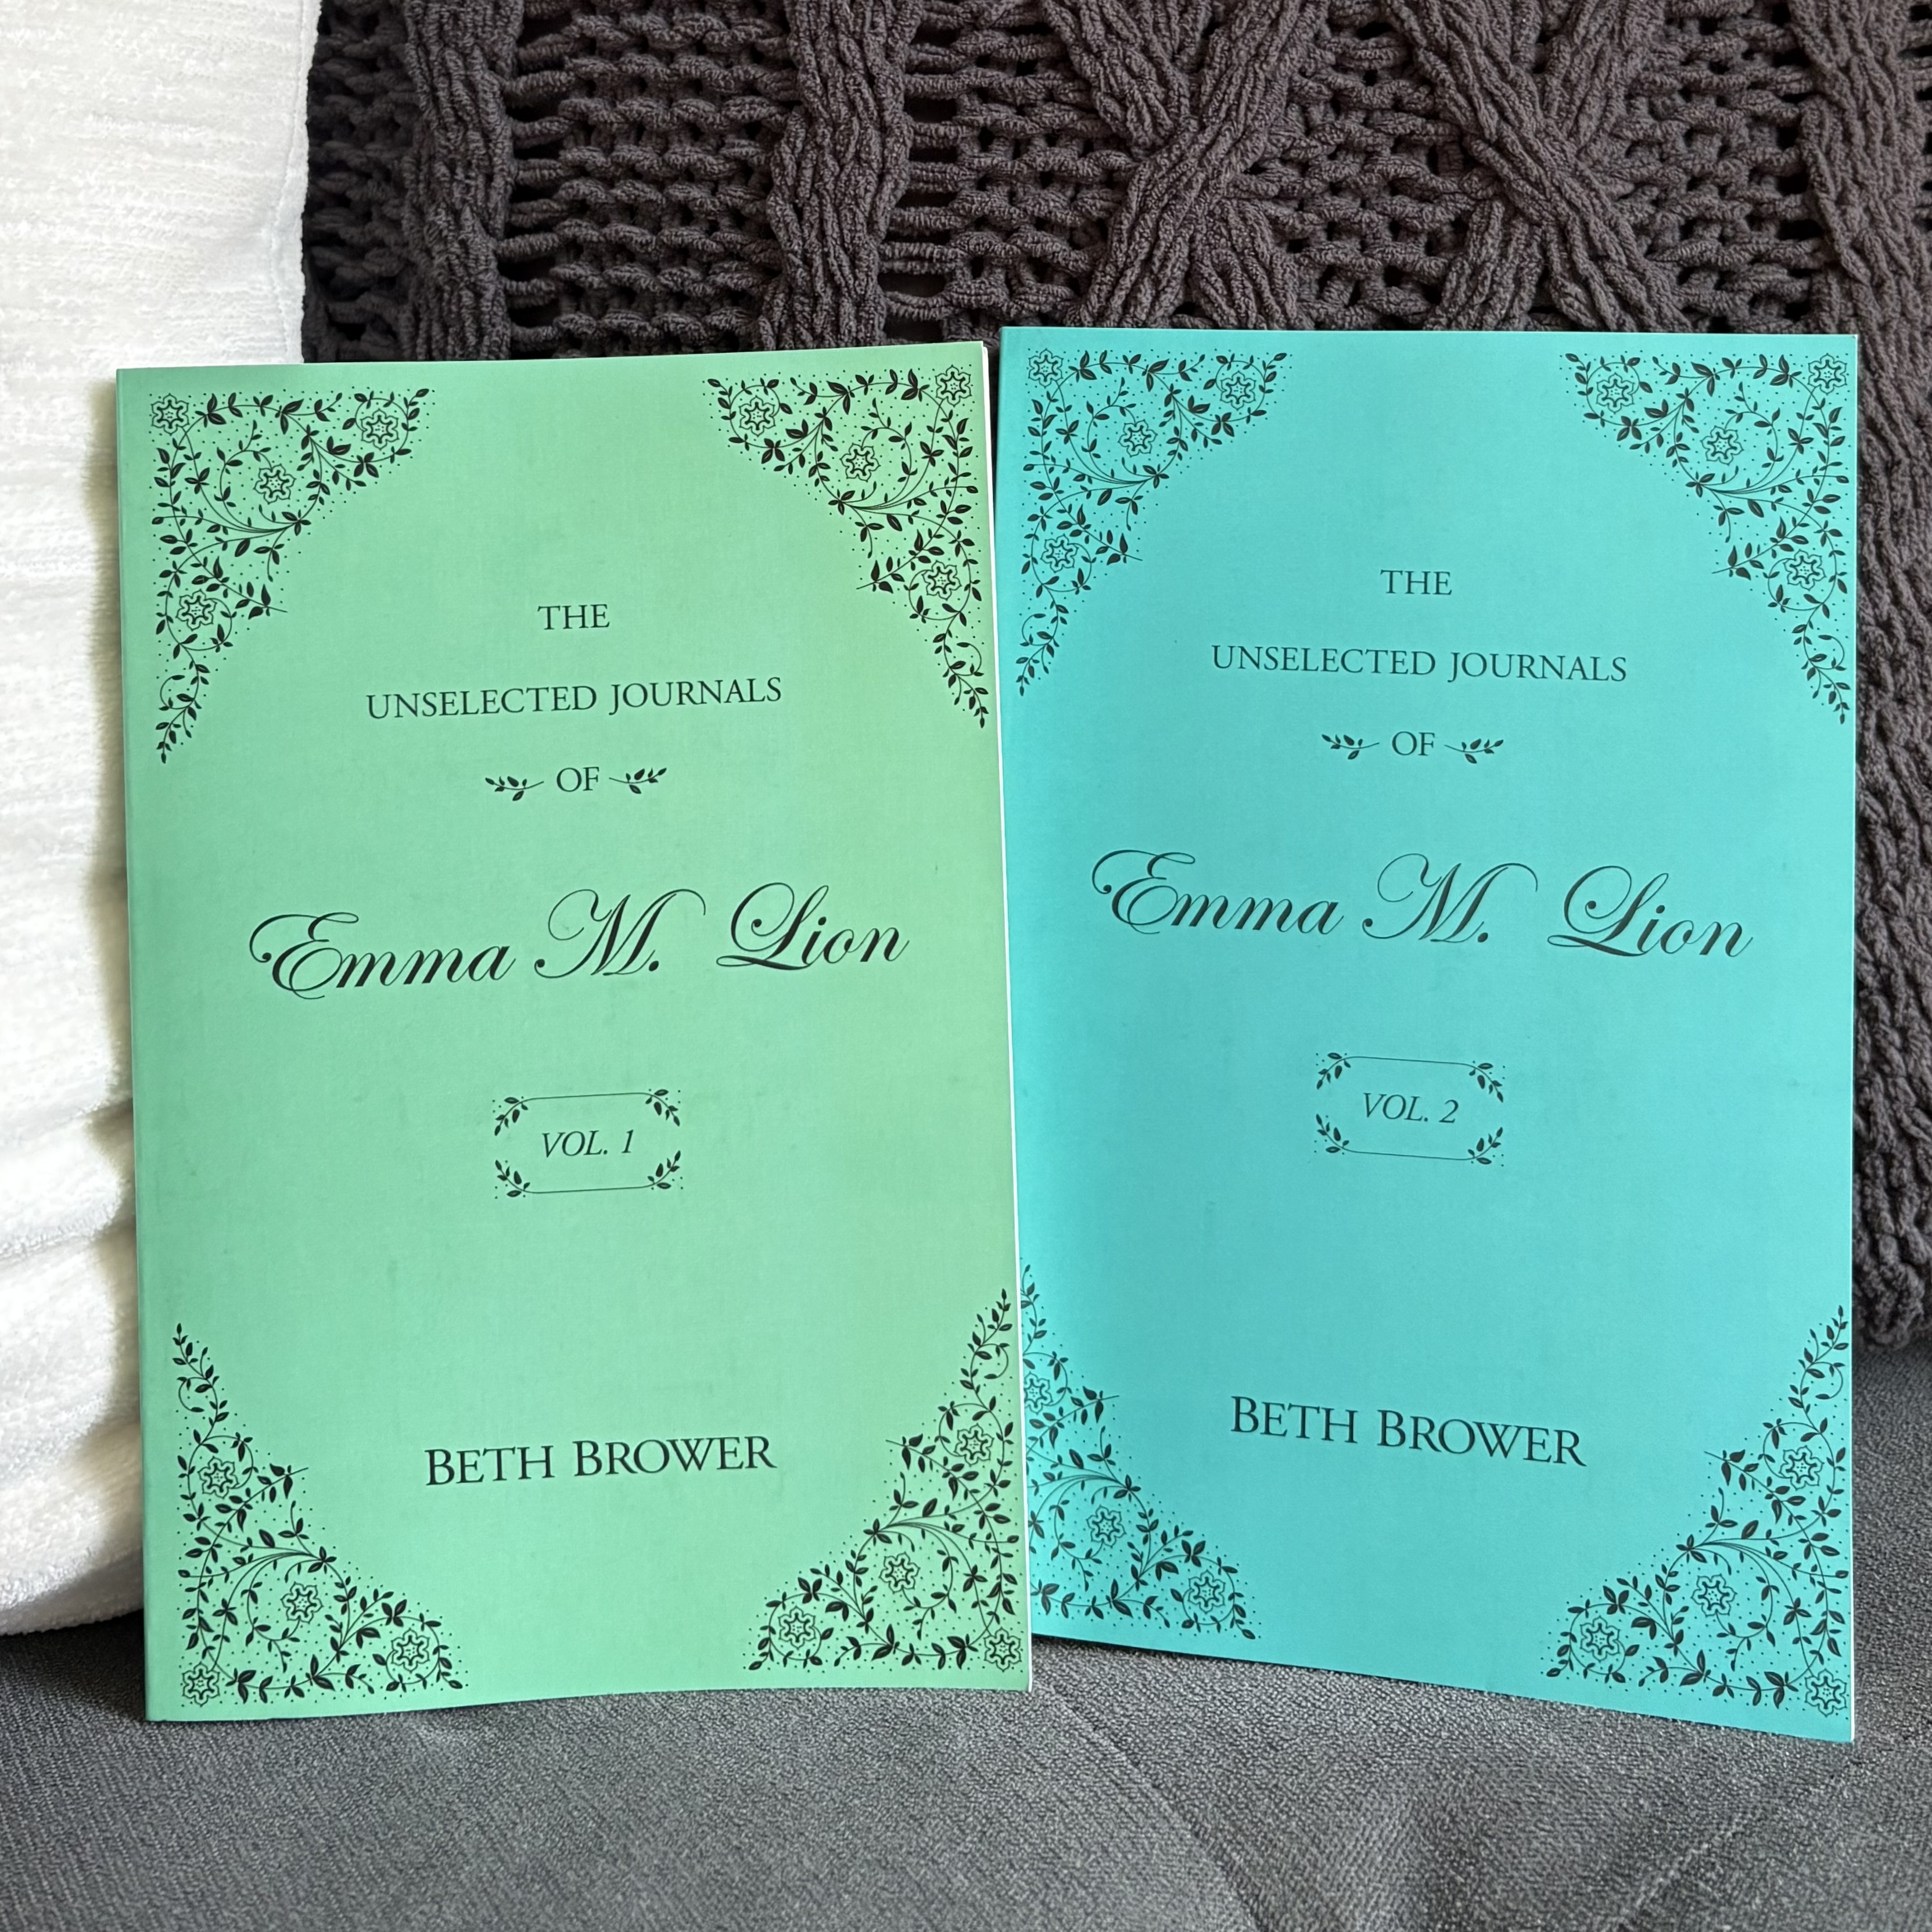 THE
UNSELECTED JOURNALS
OF
Emma M. Lion
VOL. 1
BETH BROWER
THE
UNSELECTED JOURNALS
OF
Emma M. Lion
VOL. 2
BETH BROWER